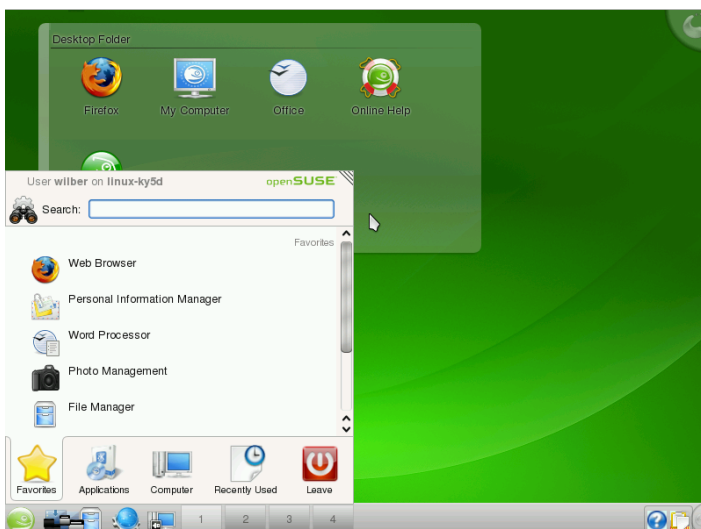 Desktop Folder
Firefox
My Computer
Office
Online Help
User wilber on linux-ky5d
openSUSE
Search:
Favorites
Web Browser
Personal Information Manager
Word Processor
Photo Management
File Manager
Favorites
Applications
Computer
Recently Used
Leave
1
2
3
4